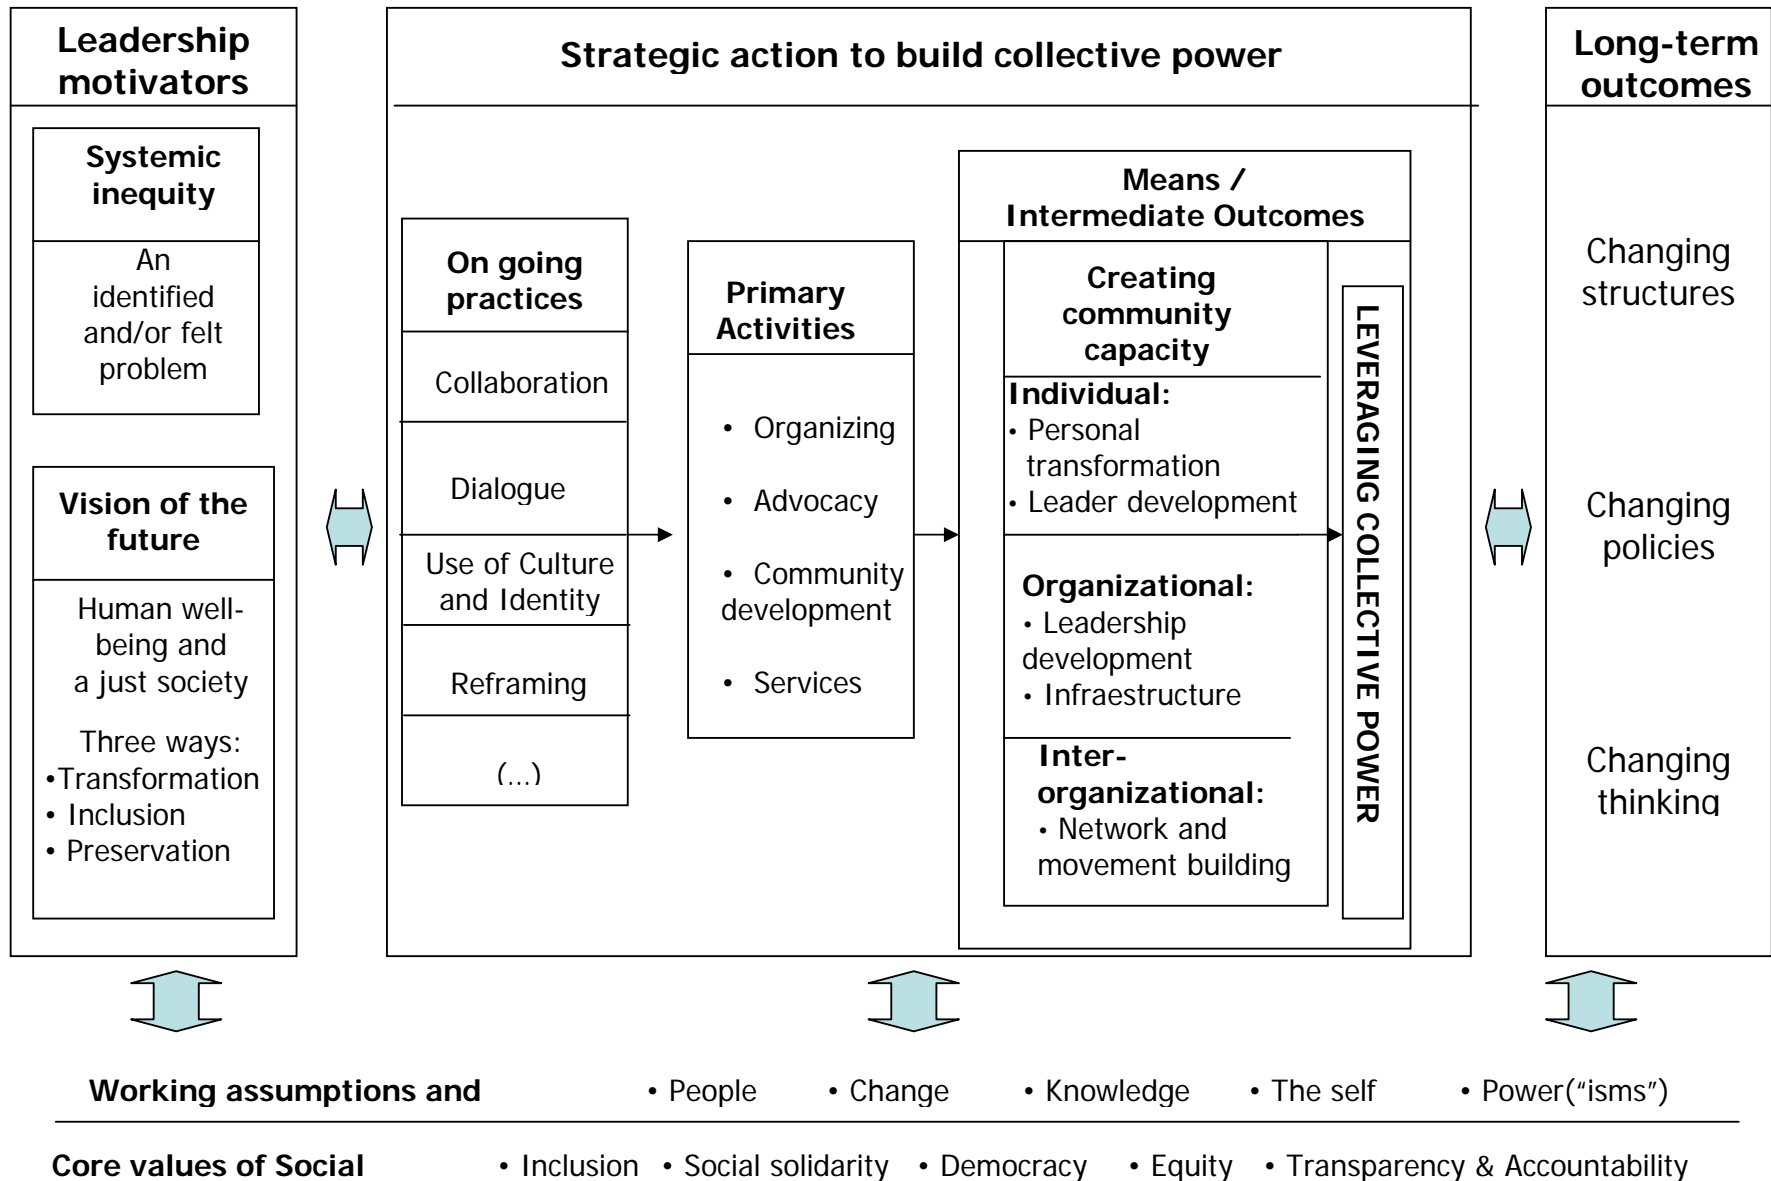 Leadership
motivators
Systemic
inequity
An
identified
and/or felt
problem
Vision of the
future
Human well-
being and
a just society
Three ways:
•Transformation
• Inclusion
• Preservation
Strategic action to build collective power
On going
practices
Collaboration
Dialogue
Use of Culture
and Identity
Reframing
(...)
Primary
Activities
• Organizing
• Advocacy
• Community
development
• Services
Means /
Intermediate Outcomes
Creating
community
capacity
Individual:
• Personal
transformation
• Leader development
Organizational:
• Leadership
development
• Infraestructure
Inter-
organizational:
• Network and
movement building
LEVERAGING COLLECTIVE POWER
Long-term
outcomes
Changing
structures
Changing
policies
Changing
thinking
Working assumptions and • People • Change • Knowledge • The self • Power(“isms”)
Core values of Social • Inclusion • Social solidarity • Democracy • Equity • Transparency & Accountability